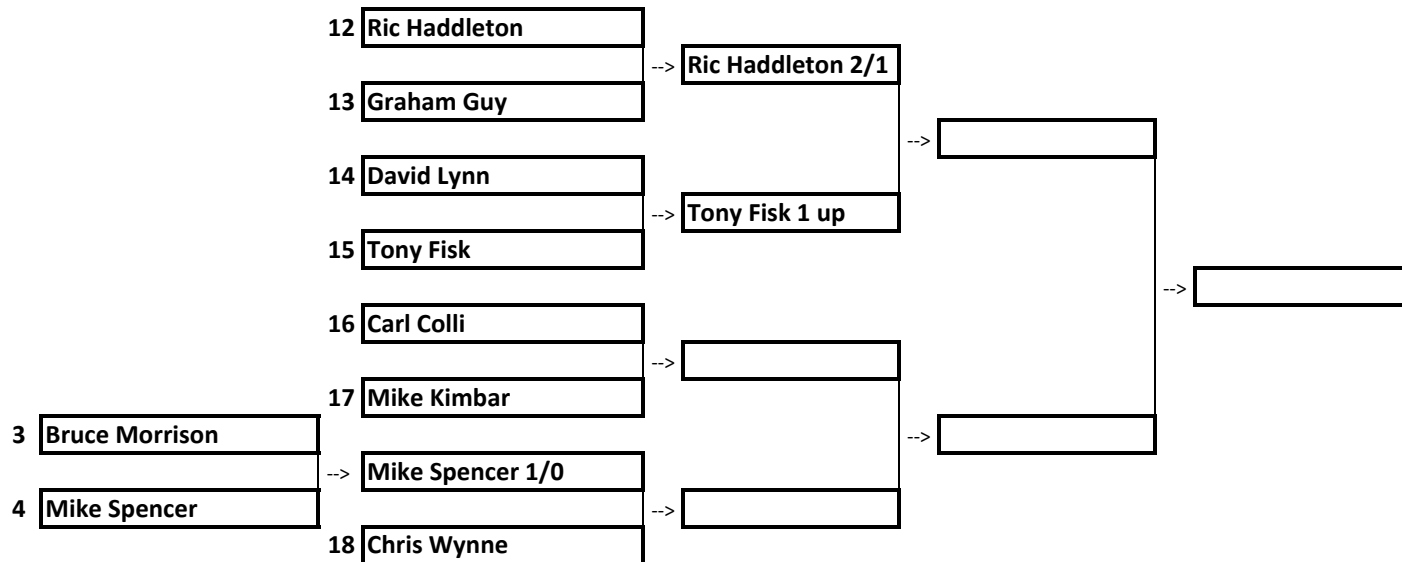 12 Ric Haddleton
--> Ric Haddleton 2/1
13 Graham Guy
-->
14 David Lynn
--> Tony Fisk 1 up
15 Tony Fisk
-->
16 Carl Colli
-->
17 Mike Kimbar
3 Bruce Morrison
-->
--> Mike Spencer 1/0
4 Mike Spencer
-->
18 Chris Wynne